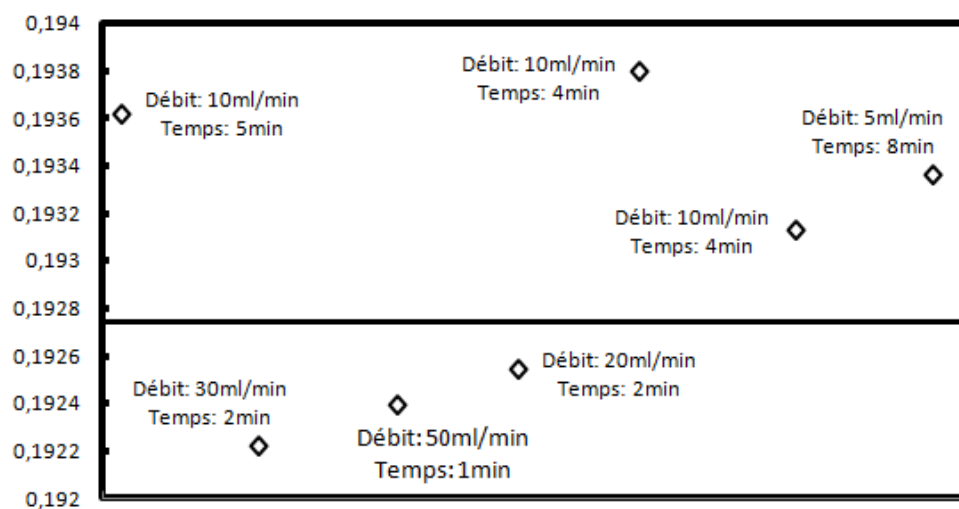 0,194
0,1938
0,1936
0,1934
0,1932
0,193
0,1928
0,1926
0,1924
0,1922
0,192
Débit: 10ml/min
Temps: 5min
Débit: 10ml/min
Temps: 4min
Débit: 5ml/min
Temps: 8min
Débit: 10ml/min
Temps: 4min
Débit: 30ml/min
Temps: 2min
Débit: 50ml/min
Temps: 1min
Débit: 20ml/min
Temps: 2min